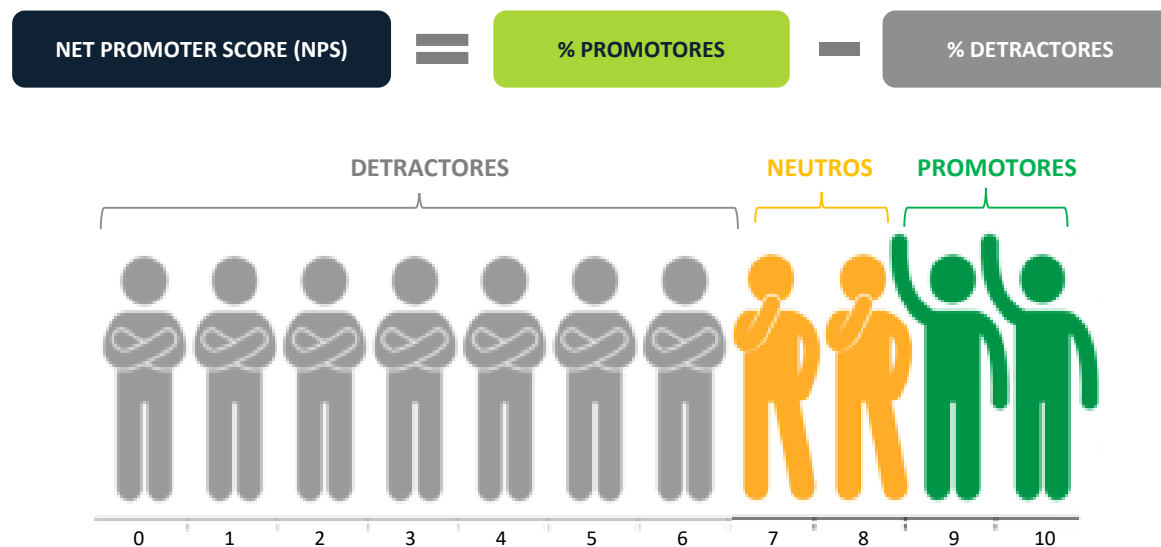 NET PROMOTER SCORE (NPS)
% PROMOTORES
% DETRACTORES
DETRACTORES
NEUTROS
PROMOTORES
0 1 2 3 4 5 6 7 8 9 10